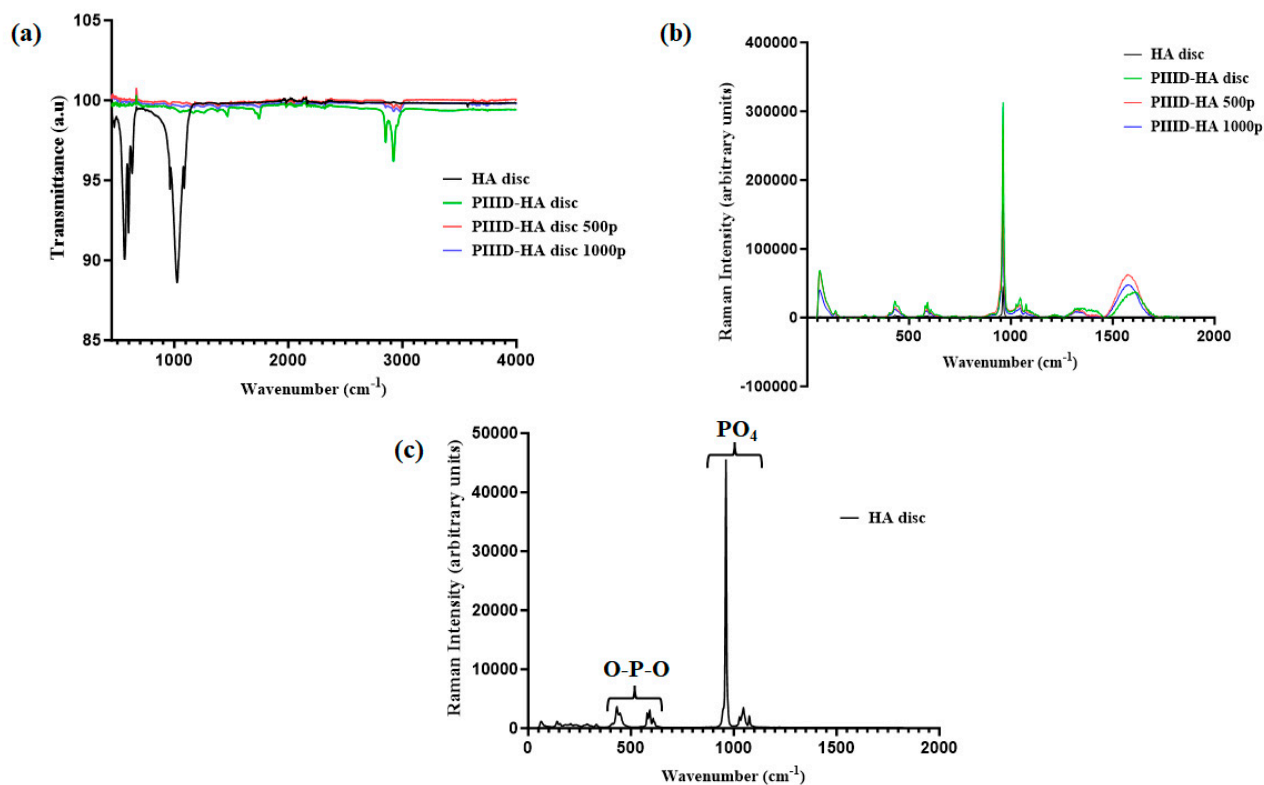 (a)
105
100
95
90
85
Transmittance (a.u)
1000
2000
3000
4000
Wavenumber (cm⁻¹)
HA disc
PIIID-HA disc
PIIID-HA disc 500p
PIIID-HA disc 1000p
(b)
400000
300000
200000
100000
0
-100000
Raman Intensity (arbitrary units)
500
1000
1500
2000
Wavenumber (cm⁻¹)
HA disc
PIIID-HA disc
PIIID-HA 500p
PIIID-HA 1000p
(c)
50000
40000
30000
20000
10000
0
Raman Intensity (arbitrary units)
PO₄
O-P-O
HA disc
0
500
1000
1500
2000
Wavenumber (cm⁻¹)